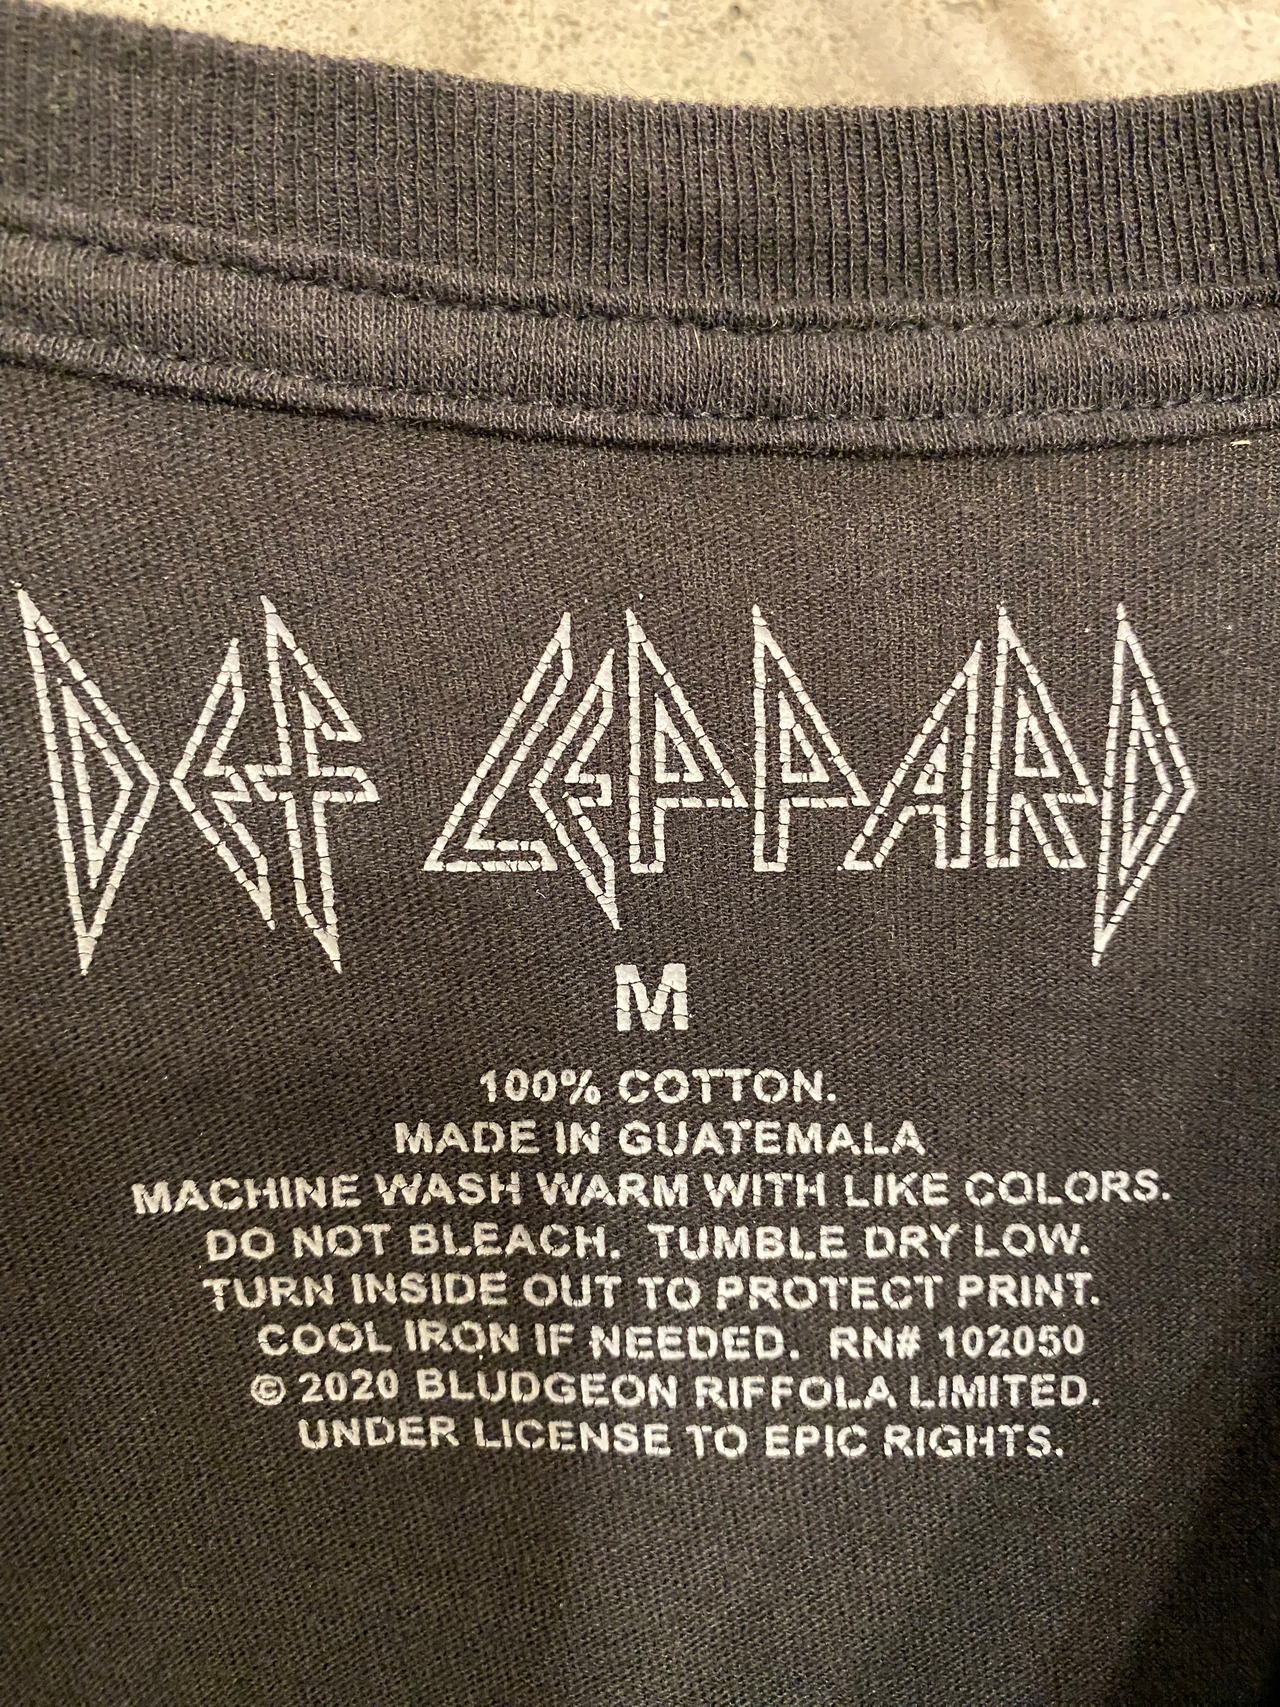 DEF LEPPARD
M
100% COTTON.
MADE IN GUATEMALA
MACHINE WASH WARM WITH LIKE COLORS.
DO NOT BLEACH. TUMBLE DRY LOW.
TURN INSIDE OUT TO PROTECT PRINT.
COOL IRON IF NEEDED. RN# 102050
© 2020 BLUDGEON RIFFOLA LIMITED.
UNDER LICENSE TO EPIC RIGHTS.